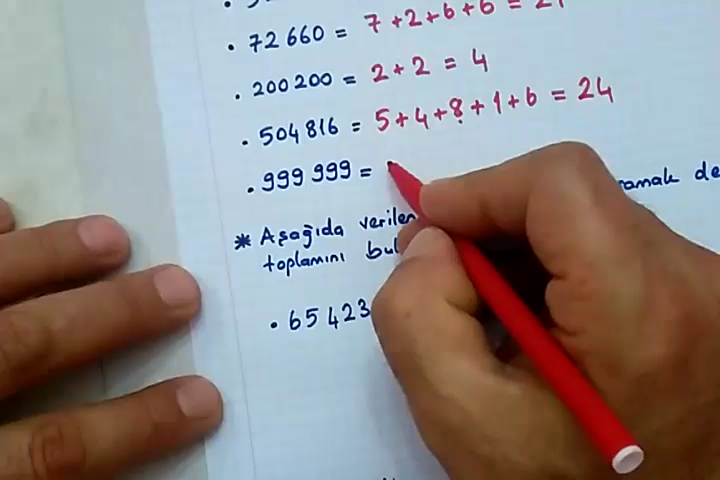 . 72 660 = 7+2+6+6 = 21
. 200 200 = 2+2 = 4
. 504 816 = 5+4+8+1+6 = 24
. 999 999 =
* Aşağıda verilen
toplamını
. 65 423